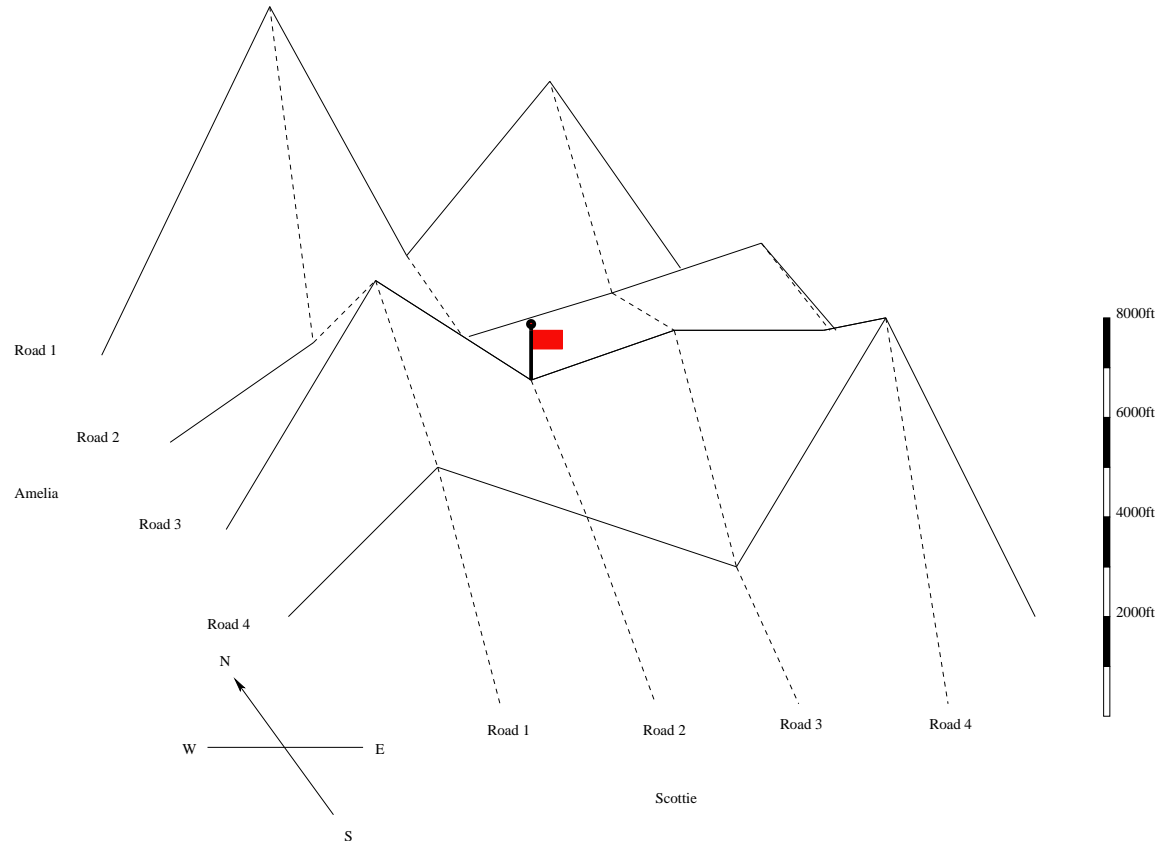 8000ft
Road 1
6000ft
Road 2
Amelia
4000ft
Road 3
2000ft
Road 4
N
W
E
S
Road 1
Road 2
Road 3
Road 4
Scottie